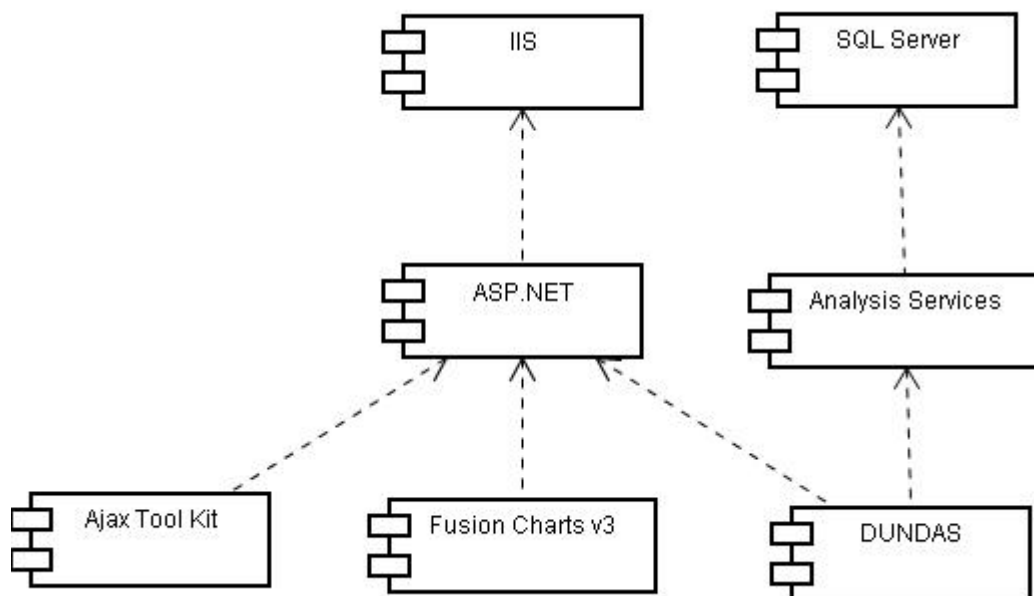 IIS
SQL Server
ASP.NET
Analysis Services
Ajax Tool Kit
Fusion Charts v3
DUNDAS